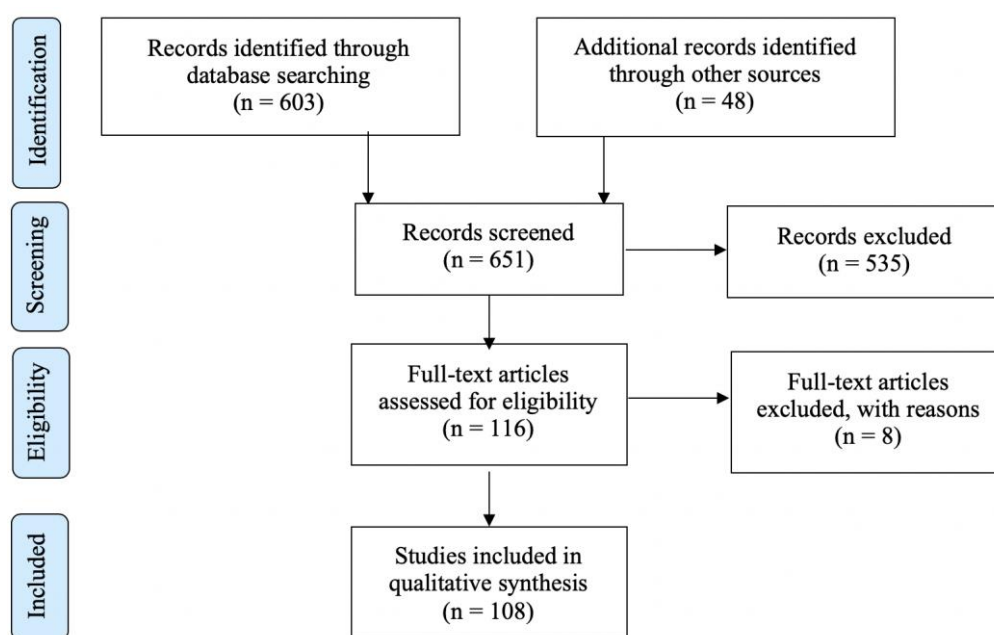 Identification
Records identified through
database searching
(n = 603)
Additional records identified
through other sources
(n = 48)
Screening
Records screened
(n = 651)
Records excluded
(n = 535)
Eligibility
Full-text articles
assessed for eligibility
(n = 116)
Full-text articles
excluded, with reasons
(n = 8)
Included
Studies included in
qualitative synthesis
(n = 108)